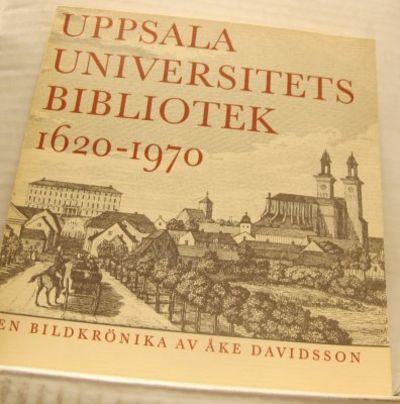 UPPSALA
UNIVERSITETS
BIBLIOTEK
1620-1970
EN BILDKRÖNIKA AV ÅKE DAVIDSSON